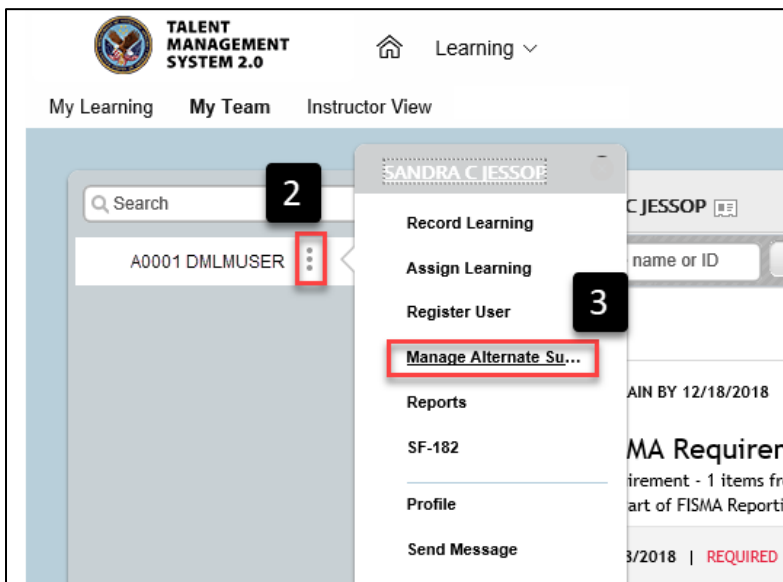 TALENT
MANAGEMENT
SYSTEM 2.0
Learning
My Learning My Team Instructor View
SANDRA C JESSOP
Search
2
C JESSOP
Record Learning
A0001 DMLMUSER
name or ID
Assign Learning
Register User
3
Manage Alternate Su...
AIN BY 12/18/2018
Reports
SF-182
MA Requirer
irement - 1 items fr
Profile
art of FISMA Reporti
Send Message
3/2018 | REQUIRED